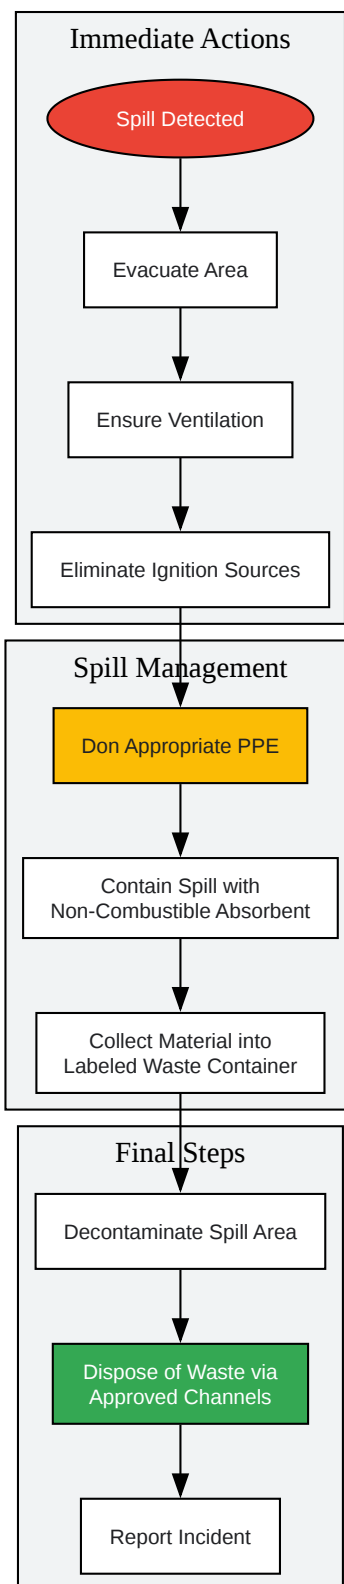 Immediate Actions
Spill Detected
Evacuate Area
Ensure Ventilation
Eliminate Ignition Sources
Spill Management
Don Appropriate PPE
Contain Spill with
Non-Combustible Absorbent
Collect Material into
Labeled Waste Container
Final Steps
Decontaminate Spill Area
Dispose of Waste via
Approved Channels
Report Incident